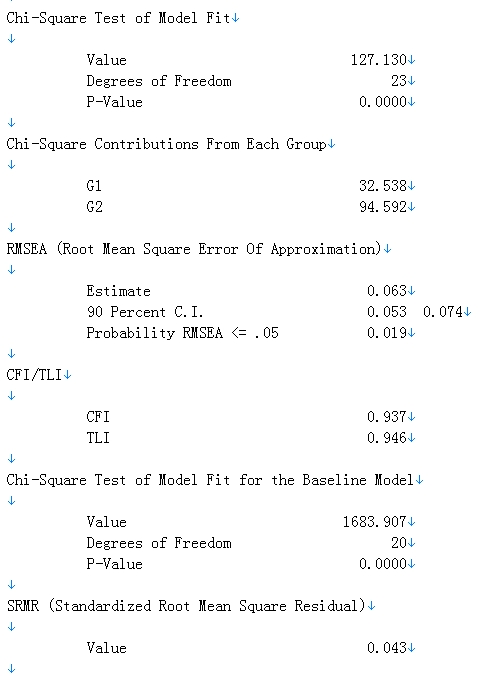 Chi-Square Test of Model Fit↓
↓
Value 127.130↓
Degrees of Freedom 23↓
P-Value 0.0000↓
↓
Chi-Square Contributions From Each Group↓
↓
G1 32.538↓
G2 94.592↓
↓
RMSEA (Root Mean Square Error Of Approximation)↓
↓
Estimate 0.063↓
90 Percent C.I. 0.053 0.074↓
Probability RMSEA <= .05 0.019↓
↓
CFI/TLI↓
↓
CFI 0.937↓
TLI 0.946↓
↓
Chi-Square Test of Model Fit for the Baseline Model↓
↓
Value 1683.907↓
Degrees of Freedom 20↓
P-Value 0.0000↓
↓
SRMR (Standardized Root Mean Square Residual)↓
↓
Value 0.043↓
↓